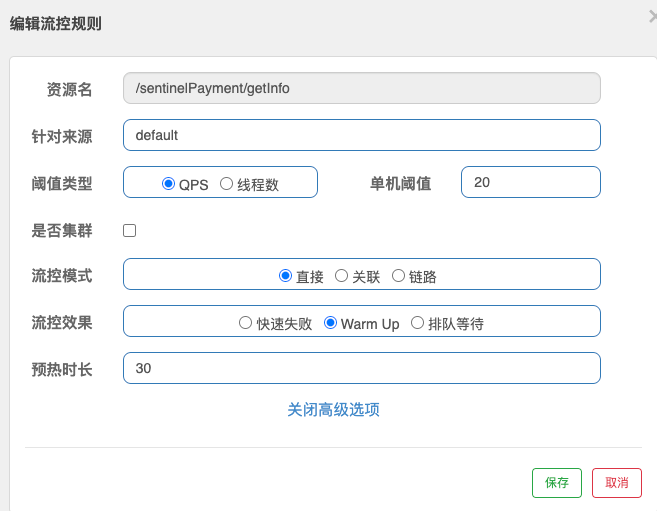 编辑流控规则
资源名 /sentinelPayment/getInfo
针对来源 default
阈值类型 QPS 线程数 单机阈值 20
是否集群
流控模式 直接 关联 链路
流控效果 快速失败 Warm Up 排队等待
预热时长 30
关闭高级选项
保存 取消